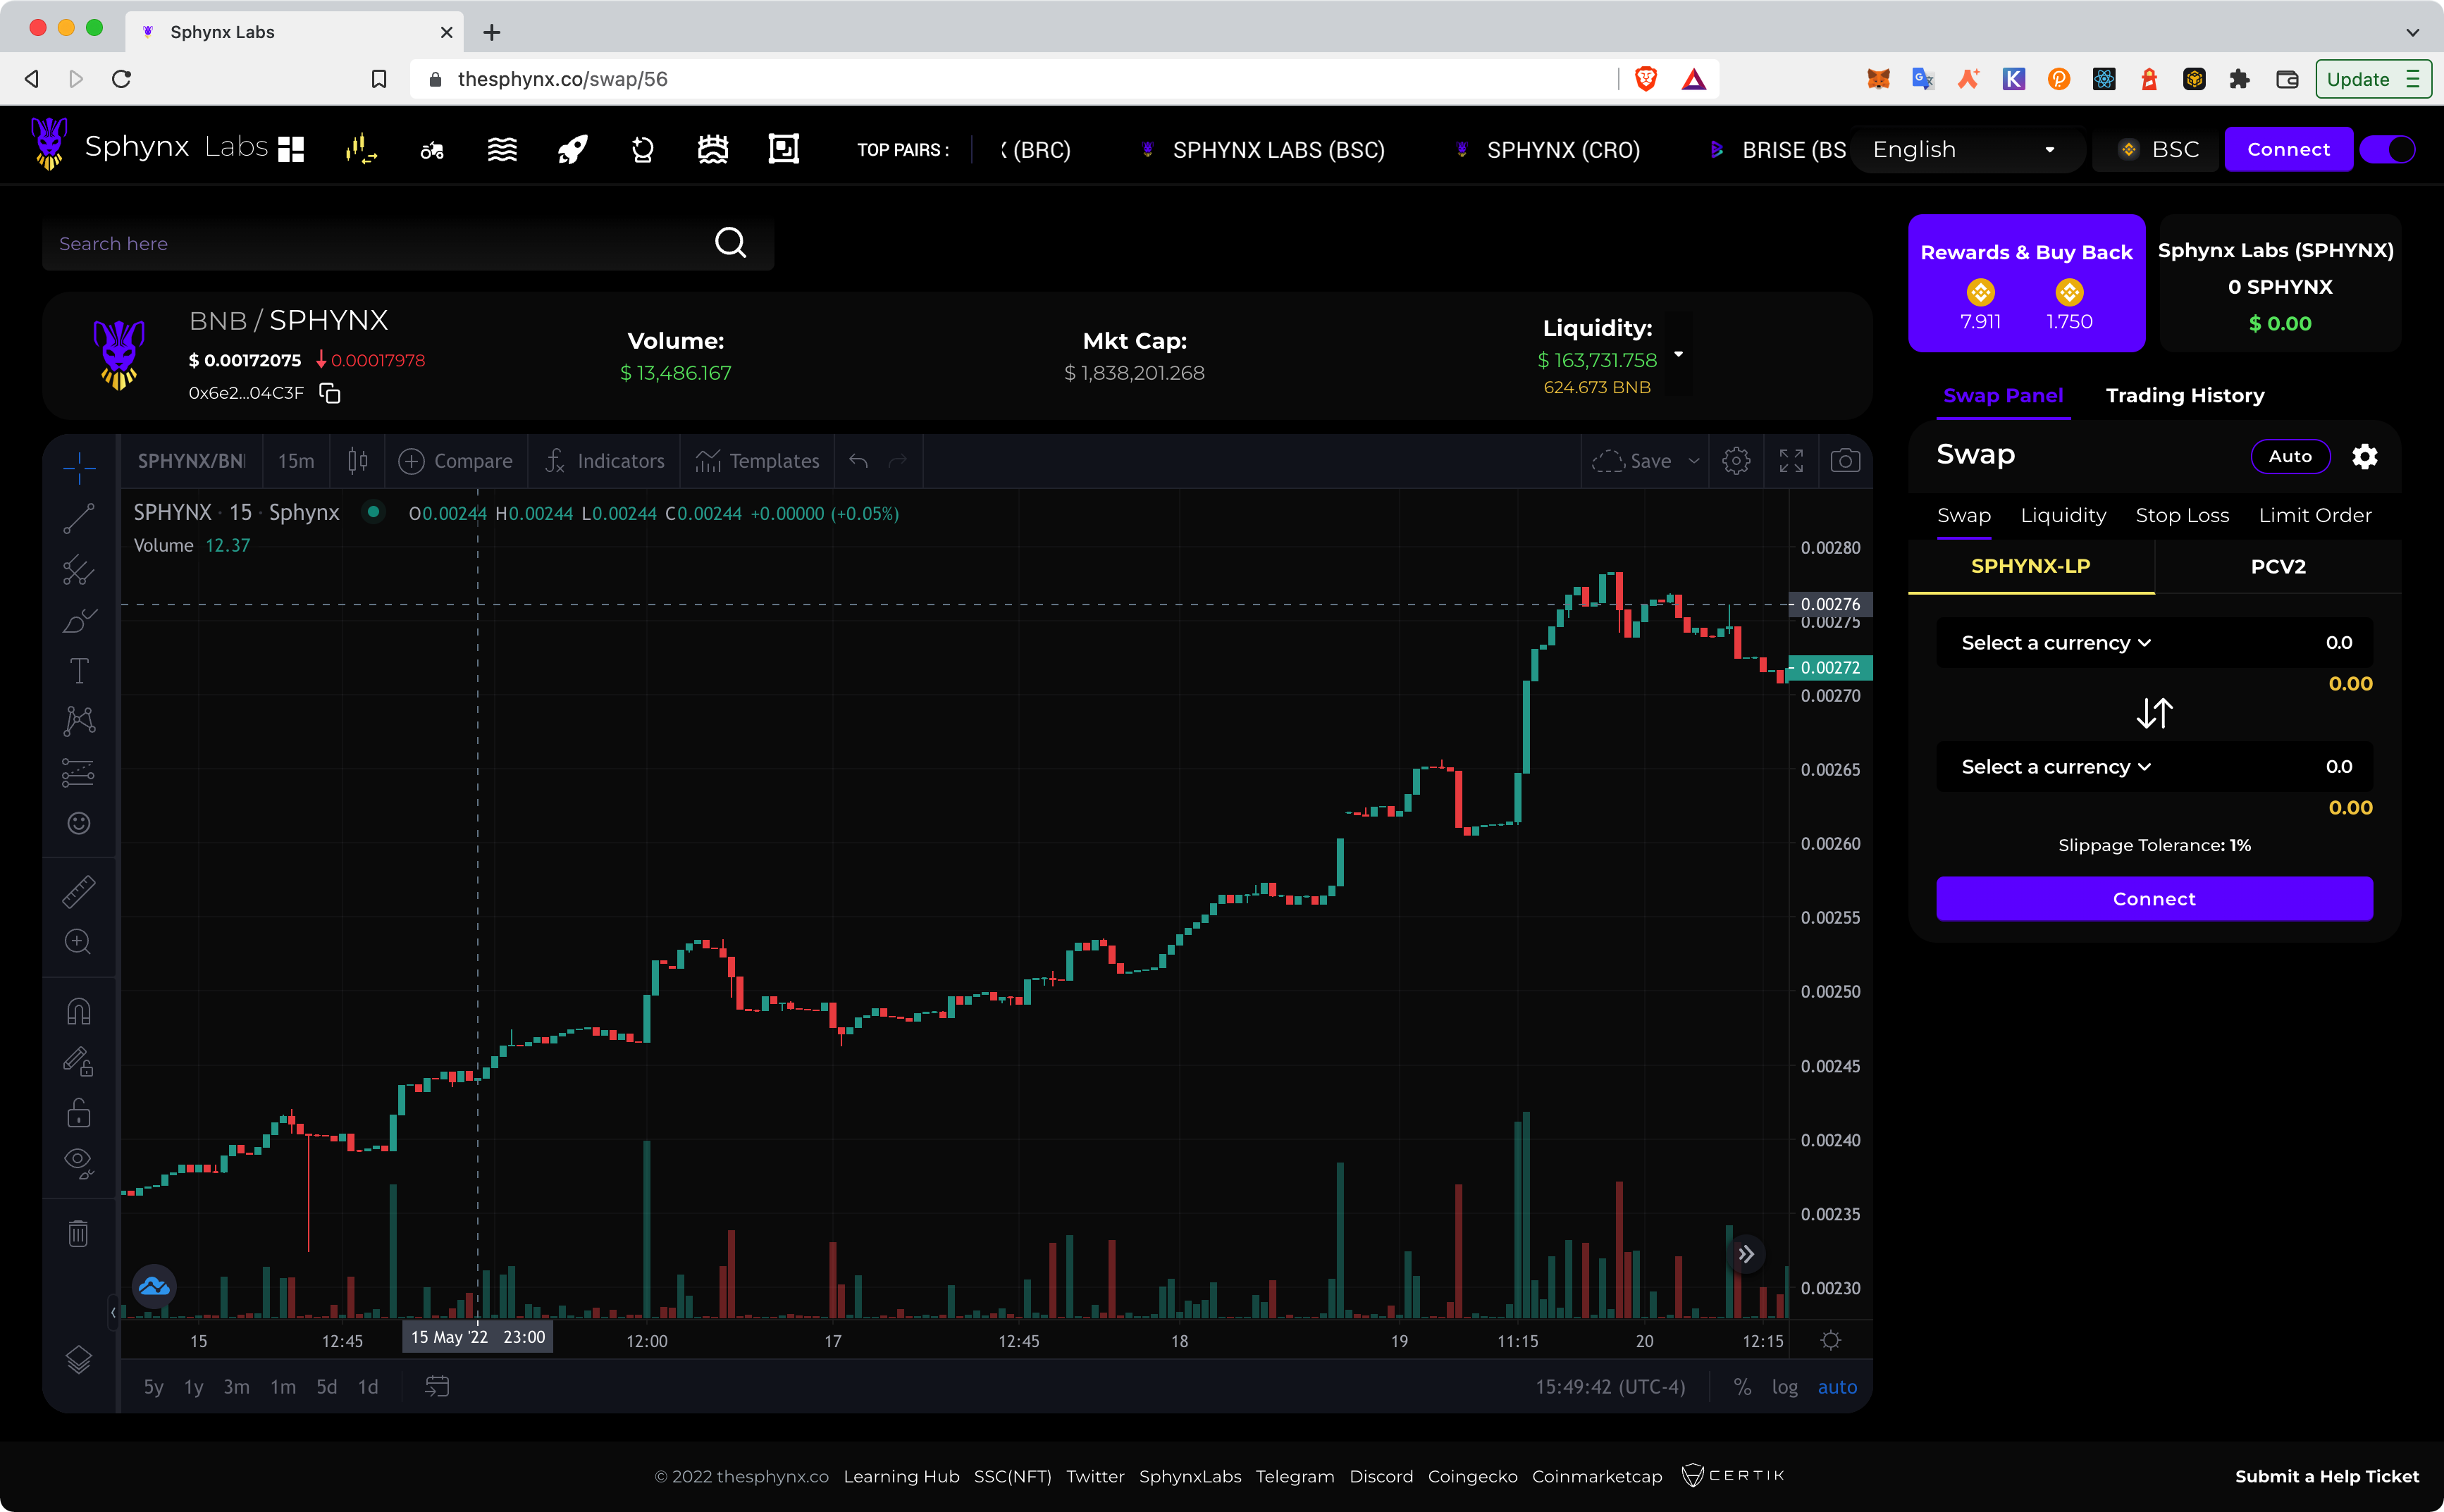 Sphynx Labs
thesphynx.co/swap/56
Update
Sphynx Labs
TOP PAIRS :
(BRC)
SPHYNX LABS (BSC)
SPHYNX (CRO)
BRISE (BS
English
BSC
Connect
Search here
BNB / SPHYNX
$ 0.00172075
0.00017978
0x6e2...04C3F
Volume:
$ 13,486.167
Mkt Cap:
$ 1,838,201.268
Liquidity:
$ 163,731.758
624.673 BNB
Rewards & Buy Back
7.911
1.750
Sphynx Labs (SPHYNX)
0 SPHYNX
$ 0.00
Swap Panel
Trading History
SPHYNX/BN
15m
Compare
Indicators
Templates
Save
SPHYNX · 15 · Sphynx
O0.00244 H0.00244 L0.00244 C0.00244 +0.00000 (+0.05%)
Volume 12.37
0.00280
0.00276
0.00275
0.00272
0.00270
0.00265
0.00260
0.00255
0.00250
0.00245
0.00240
0.00235
0.00230
15
12:45
15 May '22 23:00
12:00
17
12:45
18
19
11:15
20
12:15
5y
1y
3m
1m
5d
1d
15:49:42 (UTC-4)
%
log
auto
Swap
Auto
Swap
Liquidity
Stop Loss
Limit Order
SPHYNX-LP
PCV2
Select a currency
0.0
0.00
Select a currency
0.0
0.00
Slippage Tolerance: 1%
Connect
© 2022 thesphynx.co
Learning Hub
SSC(NFT)
Twitter
SphynxLabs
Telegram
Discord
Coingecko
Coinmarketcap
CERTIK
Submit a Help Ticket